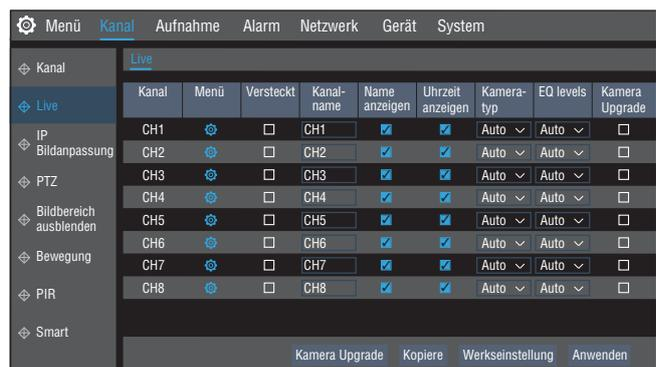 Menü Kanal Aufnahme Alarm Netzwerk Gerät System
Kanal
Live
IP
Bildanpassung
PTZ
Bildbereich
ausblenden
Bewegung
PIR
Smart
Live
Kanal Menü Versteckt Kanal-
name Name
anzeigen Uhrzeit
anzeigen Kamera-
typ EQ levels Kamera
Upgrade
CH1 CH1 Auto Auto
CH2 CH2 Auto Auto
CH3 CH3 Auto Auto
CH4 CH4 Auto Auto
CH5 CH5 Auto Auto
CH6 CH6 Auto Auto
CH7 CH7 Auto Auto
CH8 CH8 Auto Auto
Kamera Upgrade Kopiere Werkseinstellung Anwenden